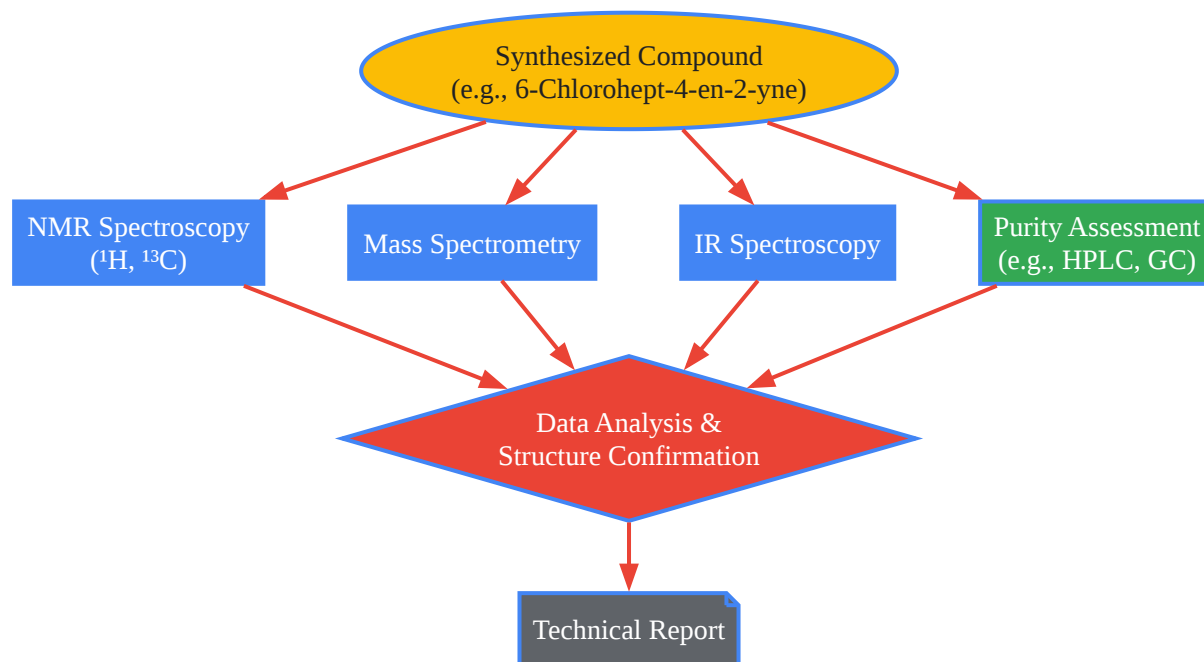 Synthesized Compound
(e.g., 6-Chlorohept-4-en-2-yne)
NMR Spectroscopy
(¹H, ¹³C)
Mass Spectrometry
IR Spectroscopy
Purity Assessment
(e.g., HPLC, GC)
Data Analysis &
Structure Confirmation
Technical Report